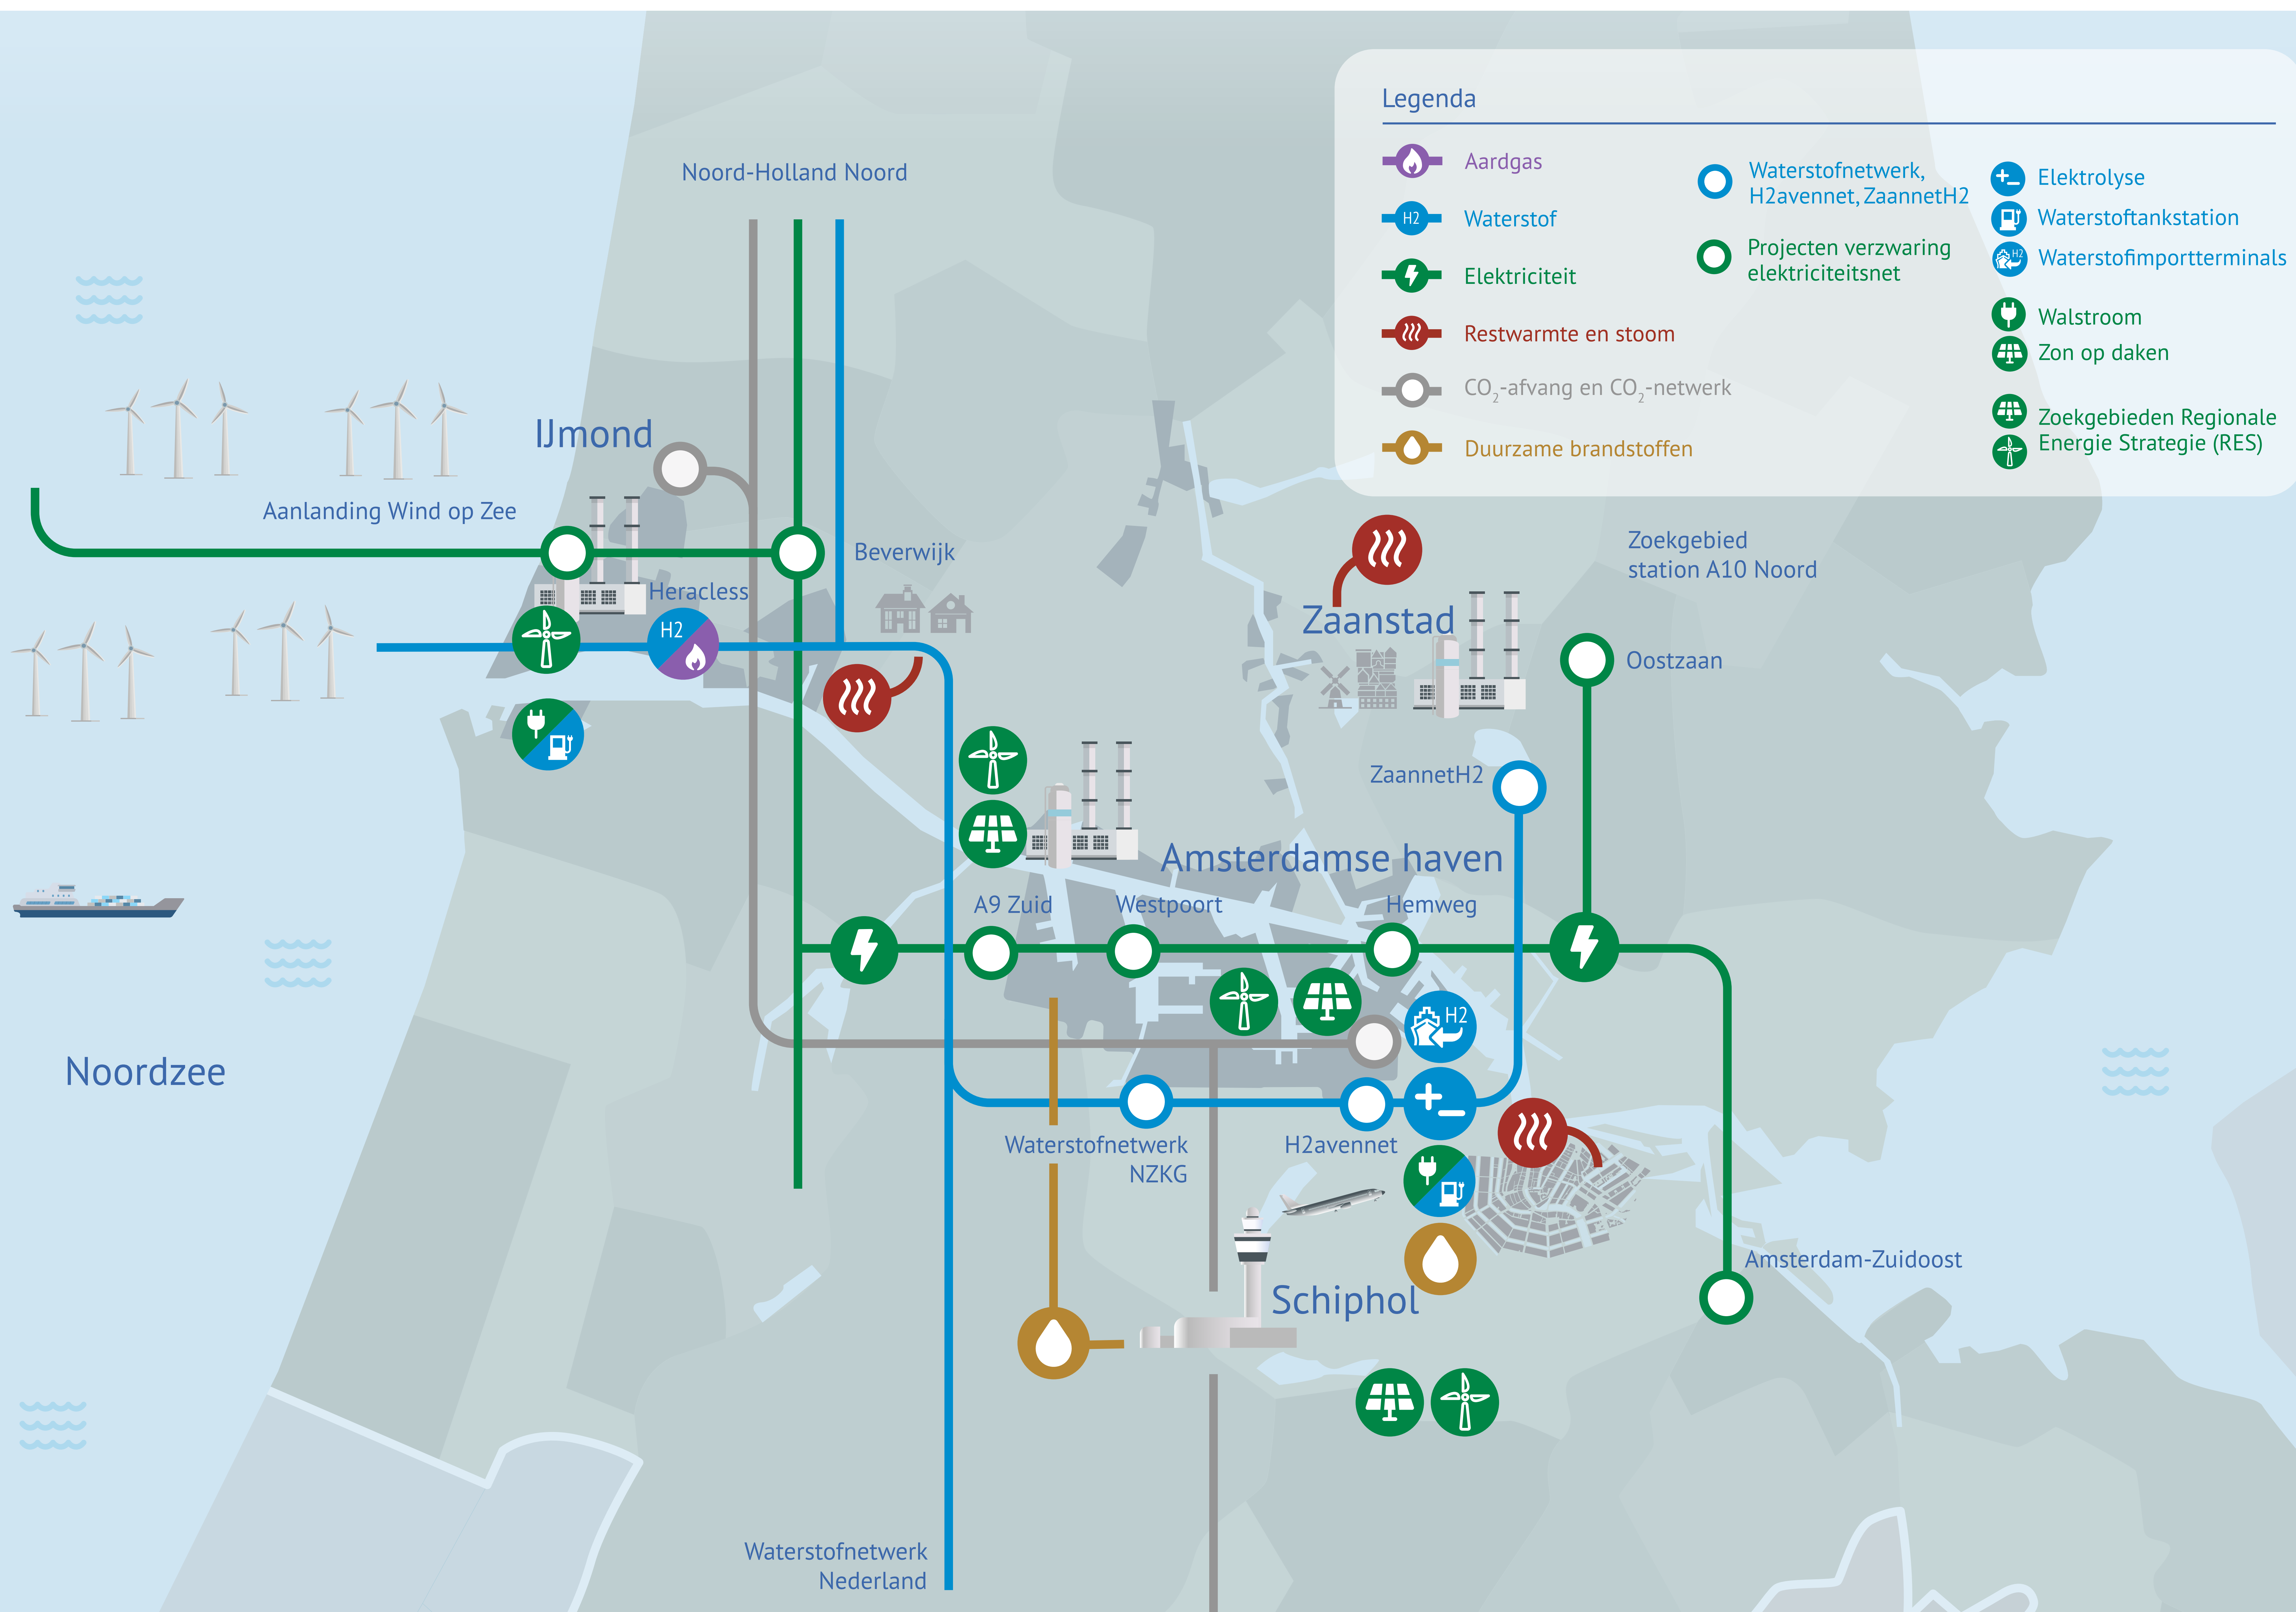 Legenda
Aardgas
H2
Waterstof
Elektriciteit
Restwarmte en stoom
CO2-afvang en CO2-netwerk
Duurzame brandstoffen
Waterstofnetwerk,
H2avennet, ZaannetH2
Projecten verzwaring
elektriciteitsnet
Elektrolyse
Waterstoftankstation
H2
Waterstofimportterminals
Walstroom
Zon op daken
Zoekgebieden Regionale
Energie Strategie (RES)
Noord-Holland Noord
IJmond
Aanlanding Wind op Zee
Beverwijk
Heracless
H2
Zoekgebied
station A10 Noord
Zaanstad
Oostzaan
ZaannetH2
Amsterdamse haven
A9 Zuid
Westpoort
Hemweg
H2
Noordzee
Waterstofnetwerk
NZKG
H2avennet
Schiphol
Amsterdam-Zuidoost
Waterstofnetwerk
Nederland